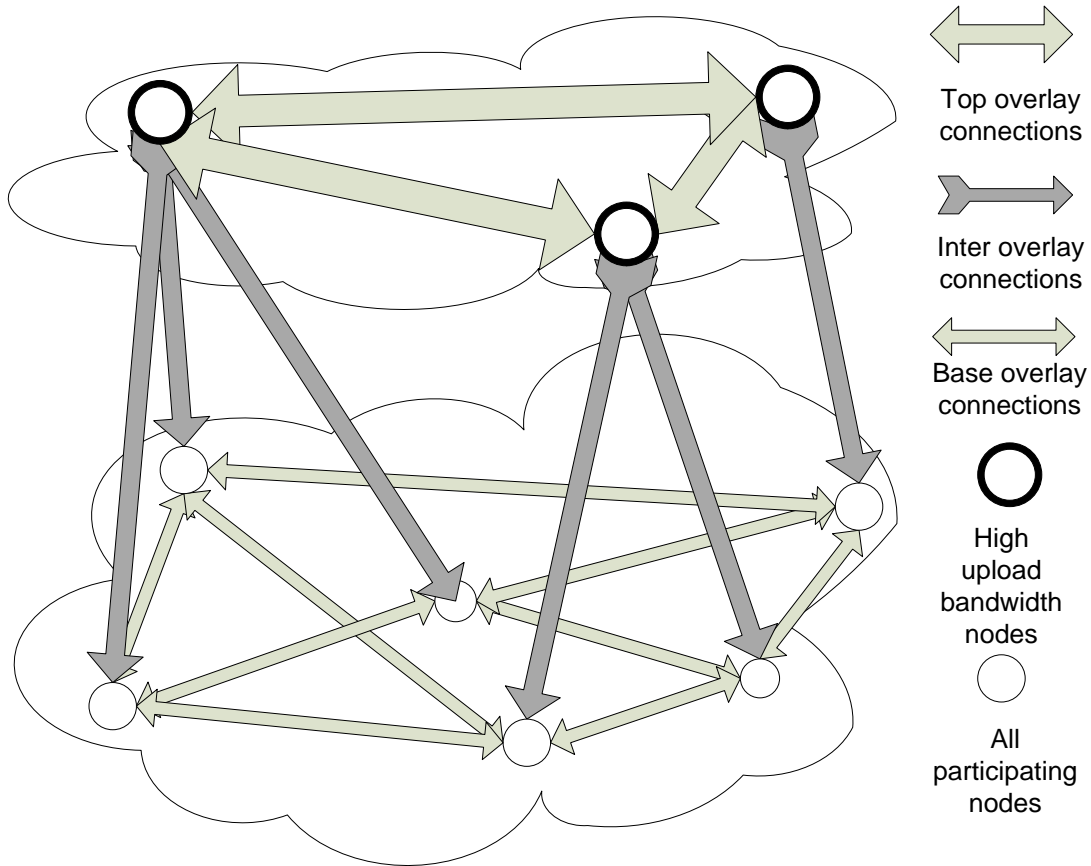 Top overlay
connections
Inter overlay
connections
Base overlay
connections
High
upload
bandwidth
nodes
All
participating
nodes